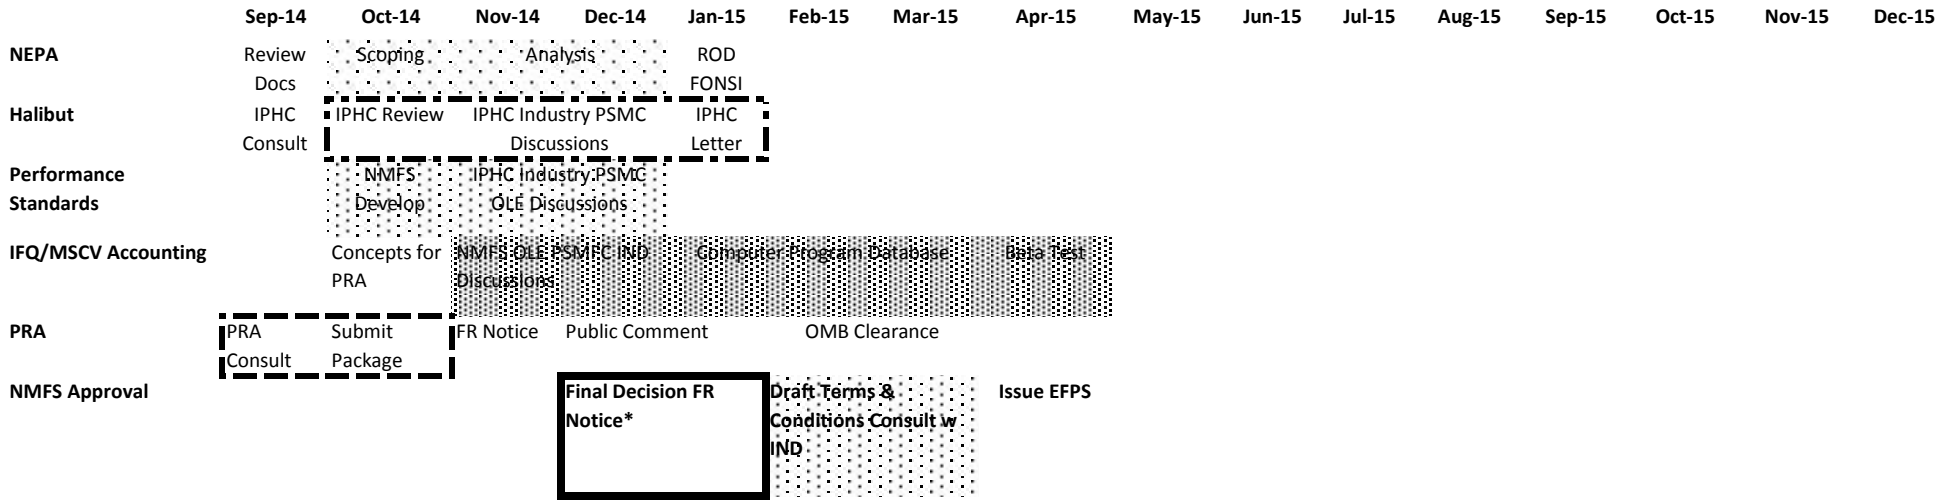 Sep-14 Oct-14 Nov-14 Dec-14 Jan-15 Feb-15 Mar-15 Apr-15 May-15 Jun-15 Jul-15 Aug-15 Sep-15 Oct-15 Nov-15 Dec-15
NEPA Review Scoping Analysis ROD
Docs FONSI
Halibut IPHC IPHC Review IPHC Industry PSMC IPHC
Consult Discussions Letter
Performance NMFS IPHC Industry PSMC
Standards Develop OLE Discussions
IFQ/MSCV Accounting Concepts for NMFS OLE PSMFC IND Computer Program Database Beta Test
PRA Discussions
PRA PRA Submit FR Notice Public Comment OMB Clearance
Consult Package
NMFS Approval Final Decision FR Draft Terms & Issue EFPS
Notice* Conditions Consult w
IND